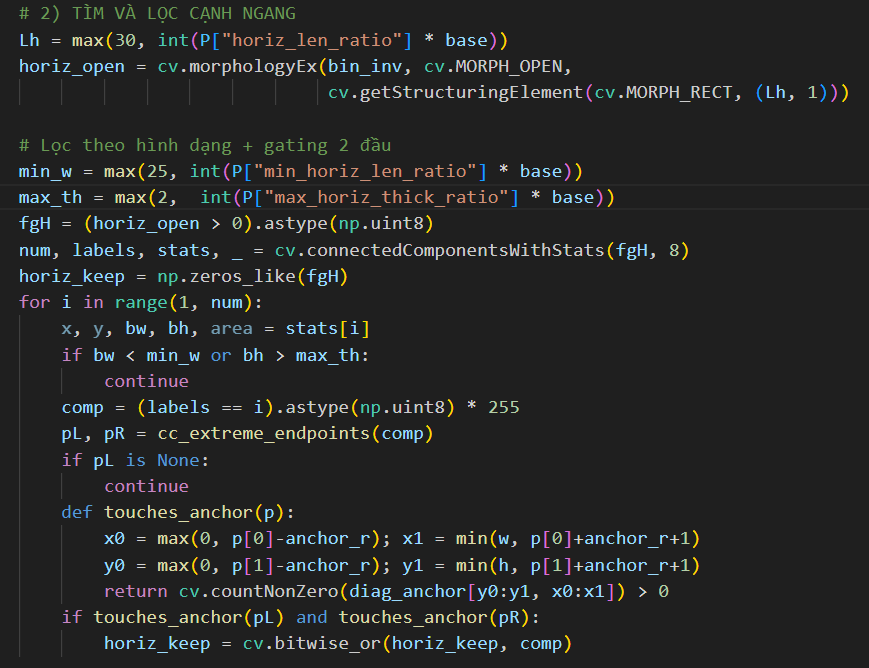 # 2) TÌM VÀ LỌC CẠNH NGANG
Lh = max(30, int(P["horiz_len_ratio"] * base))
horiz_open = cv.morphologyEx(bin_inv, cv.MORPH_OPEN,
                             cv.getStructuringElement(cv.MORPH_RECT, (Lh, 1)))

# Lọc theo hình dạng + gating 2 đầu
min_w = max(25, int(P["min_horiz_len_ratio"] * base))
max_th = max(2,  int(P["max_horiz_thick_ratio"] * base))
fgH = (horiz_open > 0).astype(np.uint8)
num, labels, stats, _ = cv.connectedComponentsWithStats(fgH, 8)
horiz_keep = np.zeros_like(fgH)
for i in range(1, num):
    x, y, bw, bh, area = stats[i]
    if bw < min_w or bh > max_th:
        continue
    comp = (labels == i).astype(np.uint8) * 255
    pL, pR = cc_extreme_endpoints(comp)
    if pL is None:
        continue
    def touches_anchor(p):
        x0 = max(0, p[0]-anchor_r); x1 = min(w, p[0]+anchor_r+1)
        y0 = max(0, p[1]-anchor_r); y1 = min(h, p[1]+anchor_r+1)
        return cv.countNonZero(diag_anchor[y0:y1, x0:x1]) > 0
    if touches_anchor(pL) and touches_anchor(pR):
        horiz_keep = cv.bitwise_or(horiz_keep, comp)